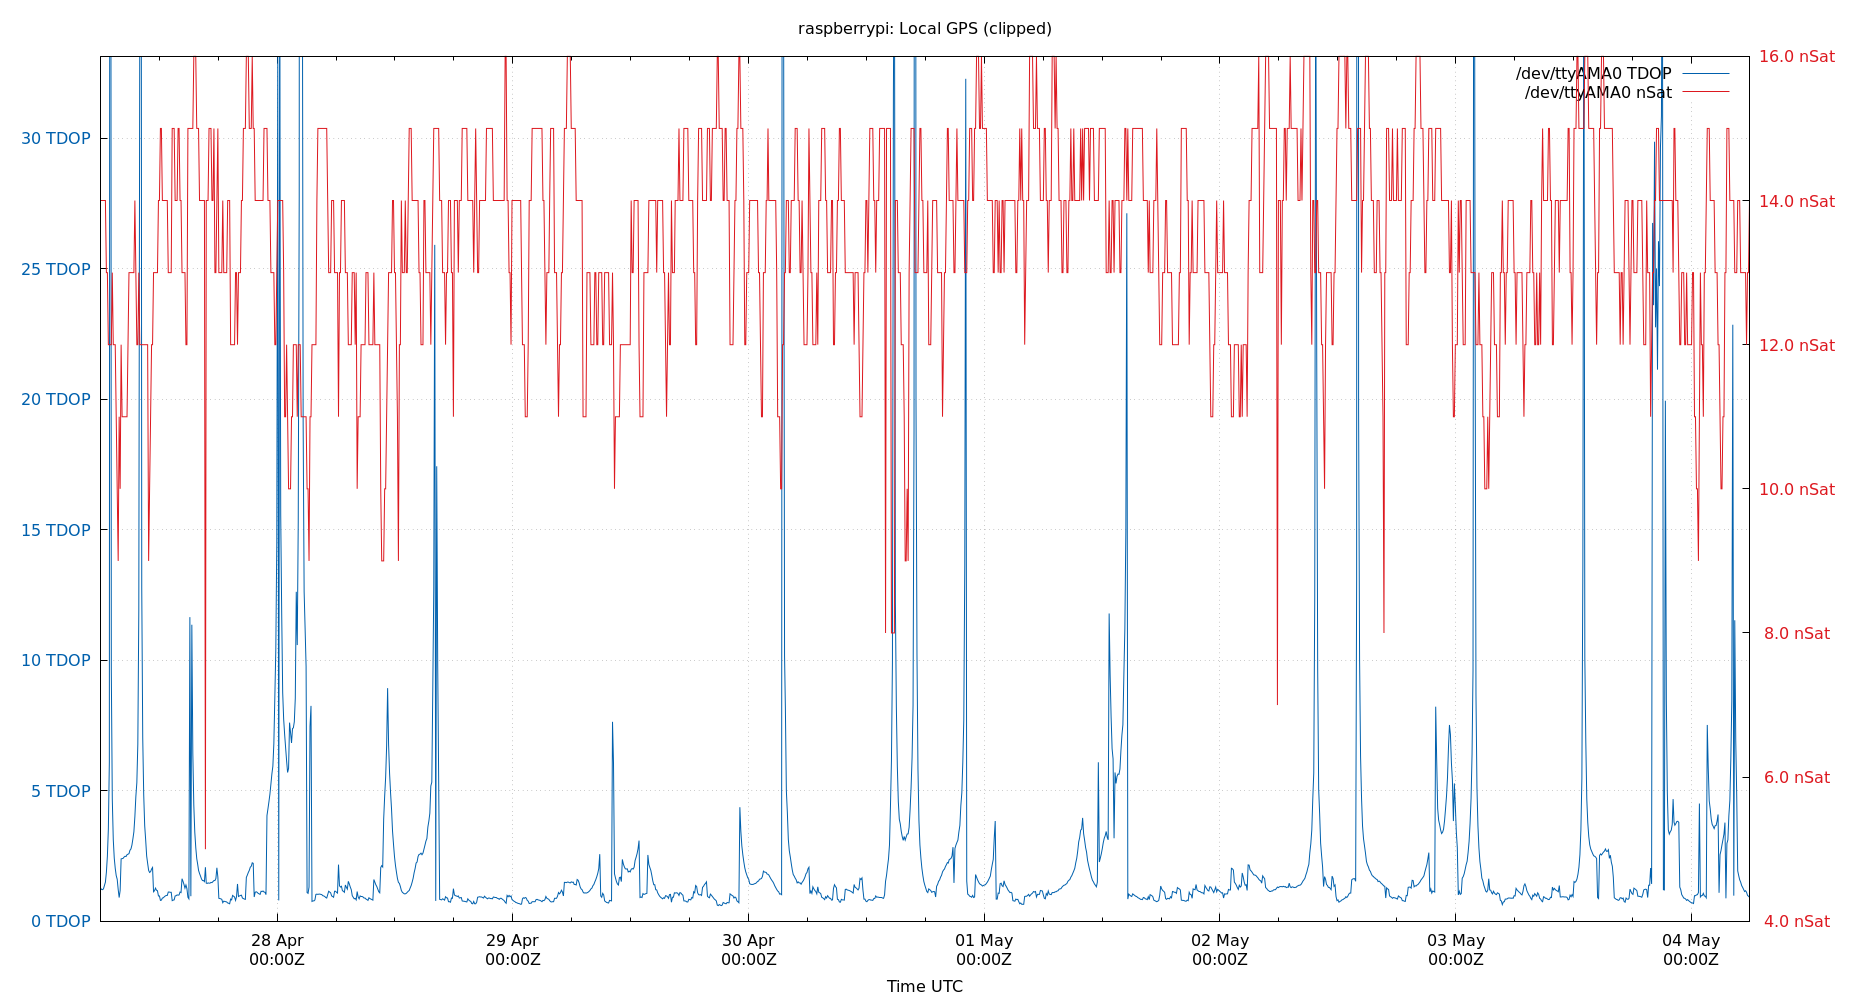 raspberrypi: Local GPS (clipped)
/dev/ttyAMA0 TDOP
/dev/ttyAMA0 nSat
30 TDOP
25 TDOP
20 TDOP
15 TDOP
10 TDOP
5 TDOP
0 TDOP
16.0 nSat
14.0 nSat
12.0 nSat
10.0 nSat
8.0 nSat
6.0 nSat
4.0 nSat
28 Apr
00:00Z
29 Apr
00:00Z
30 Apr
00:00Z
01 May
00:00Z
02 May
00:00Z
03 May
00:00Z
04 May
00:00Z
Time UTC